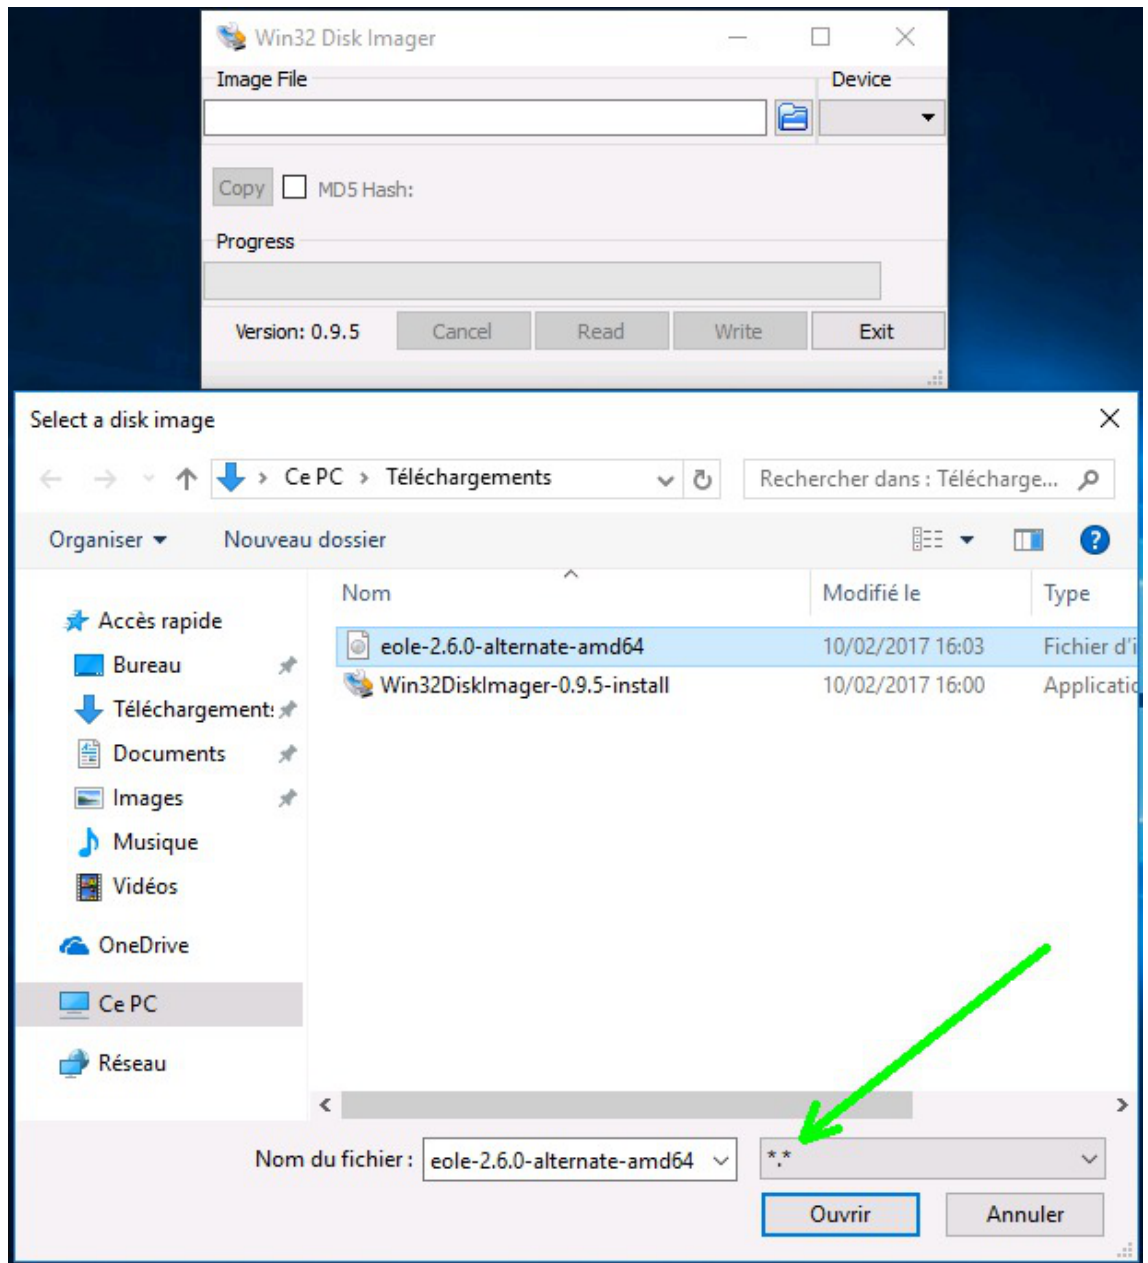 Win32 Disk Imager
Image File
Device
Copy
MD5 Hash:
Progress
Version: 0.9.5
Cancel
Read
Write
Exit
Select a disk image
Ce PC > Téléchargements
Rechercher dans : Télécharge...
Organiser
Nouveau dossier
Nom
Modifié le
Type
Accès rapide
Bureau
Téléchargement
Documents
Images
Musique
Vidéos
OneDrive
Ce PC
Réseau
eole-2.6.0-alternate-amd64 10/02/2017 16:03 Fichier d'i
Win32DiskImager-0.9.5-install 10/02/2017 16:00 Applicatic
Nom du fichier : eole-2.6.0-alternate-amd64
*.*
Ouvrir
Annuler